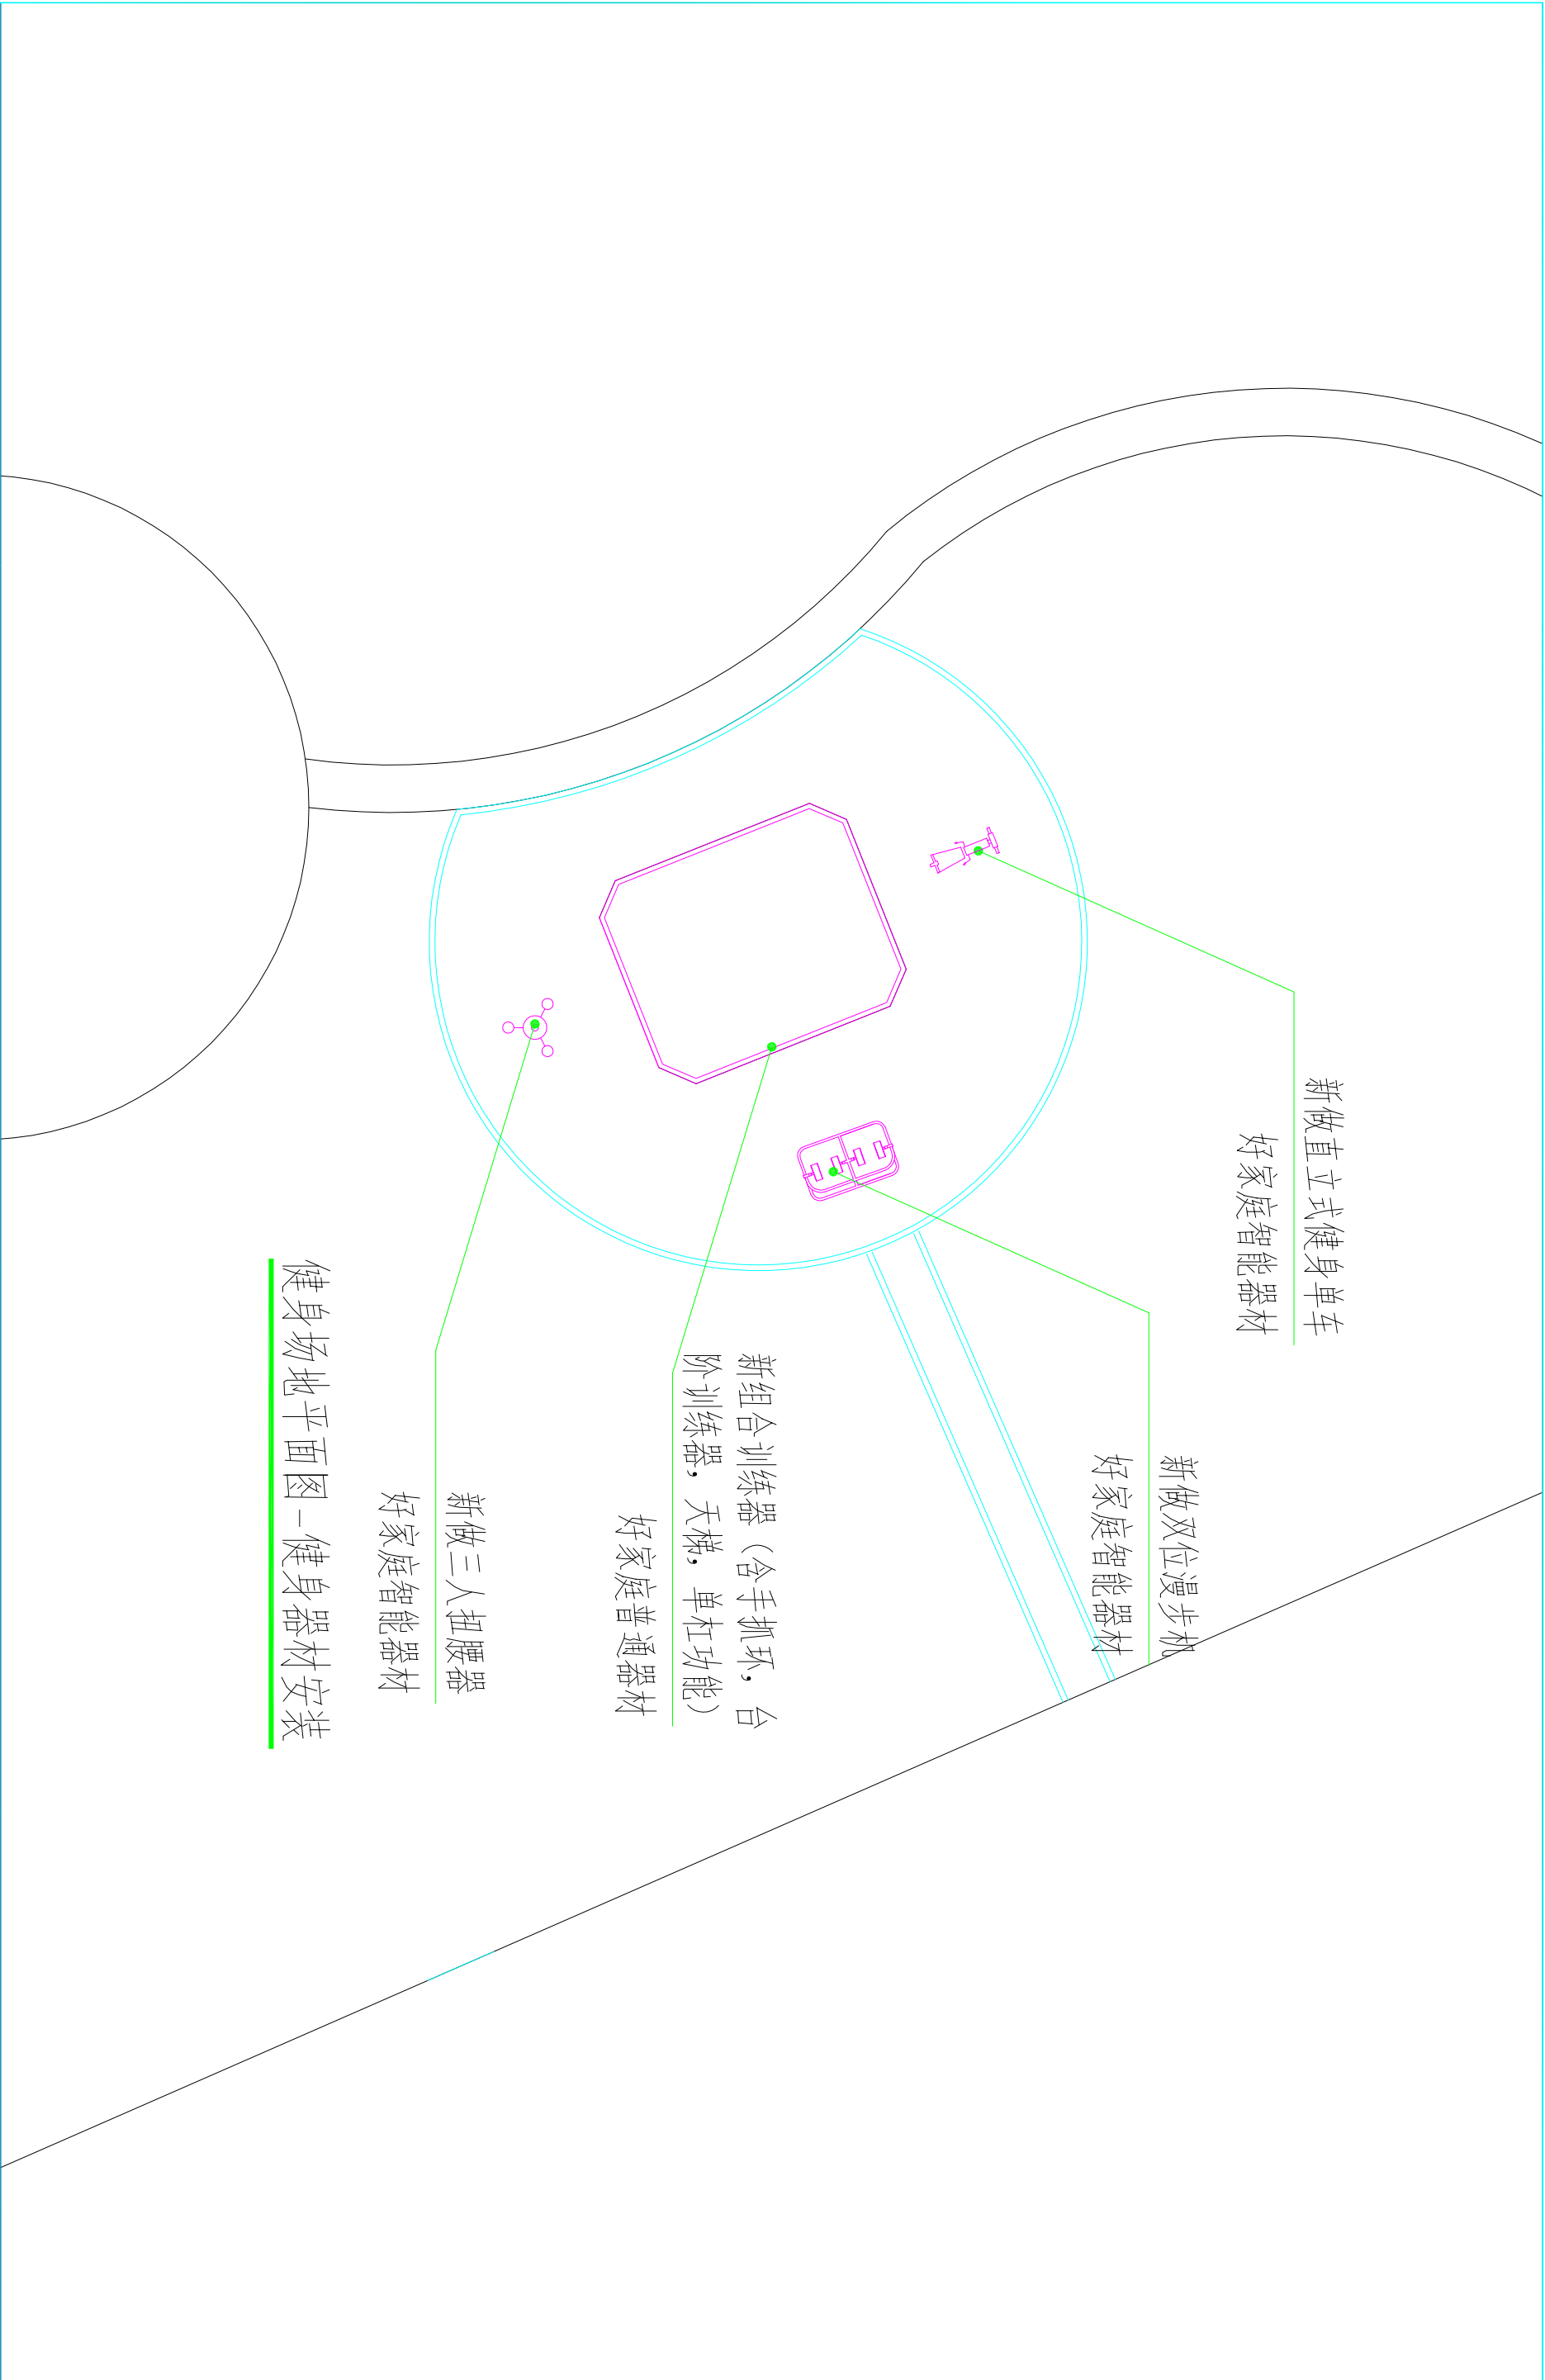 新做直立式健身单车
好家庭智能器材
新做双位漫步机
好家庭智能器材
新组合训练器（含手抓环，台
阶训练器，天梯，单杠功能）
好家庭普通器材
新做三人扭腰器
好家庭智能器材
健身场地平面图-健身器材安装